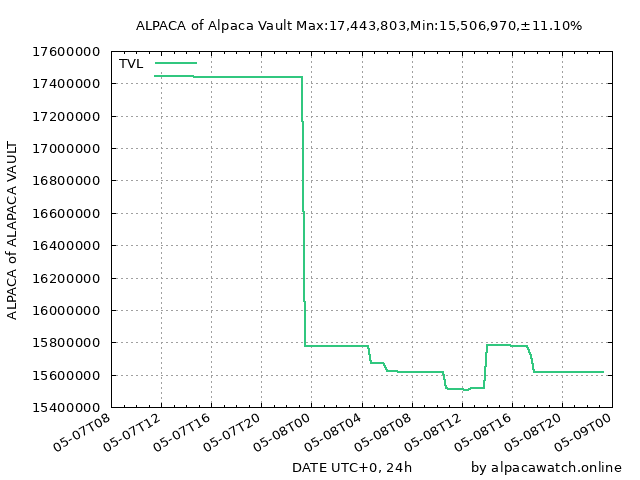 ALPACA of Alpaca Vault Max:17,443,803,Min:15,506,970,±11.10%
TVL
17600000
17400000
17200000
17000000
16800000
16600000
16400000
16200000
16000000
15800000
15600000
15400000
ALPACA of ALAPACA VAULT
05-07T08
05-07T12
05-07T16
05-07T20
05-08T00
05-08T04
05-08T08
05-08T12
05-08T16
05-08T20
05-09T00
DATE UTC+0, 24h
by alpacawatch.online